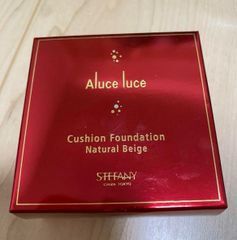 Aluce luce
Cushion Foundation
Natural Beige
STEFANY
GINZA TOKYO